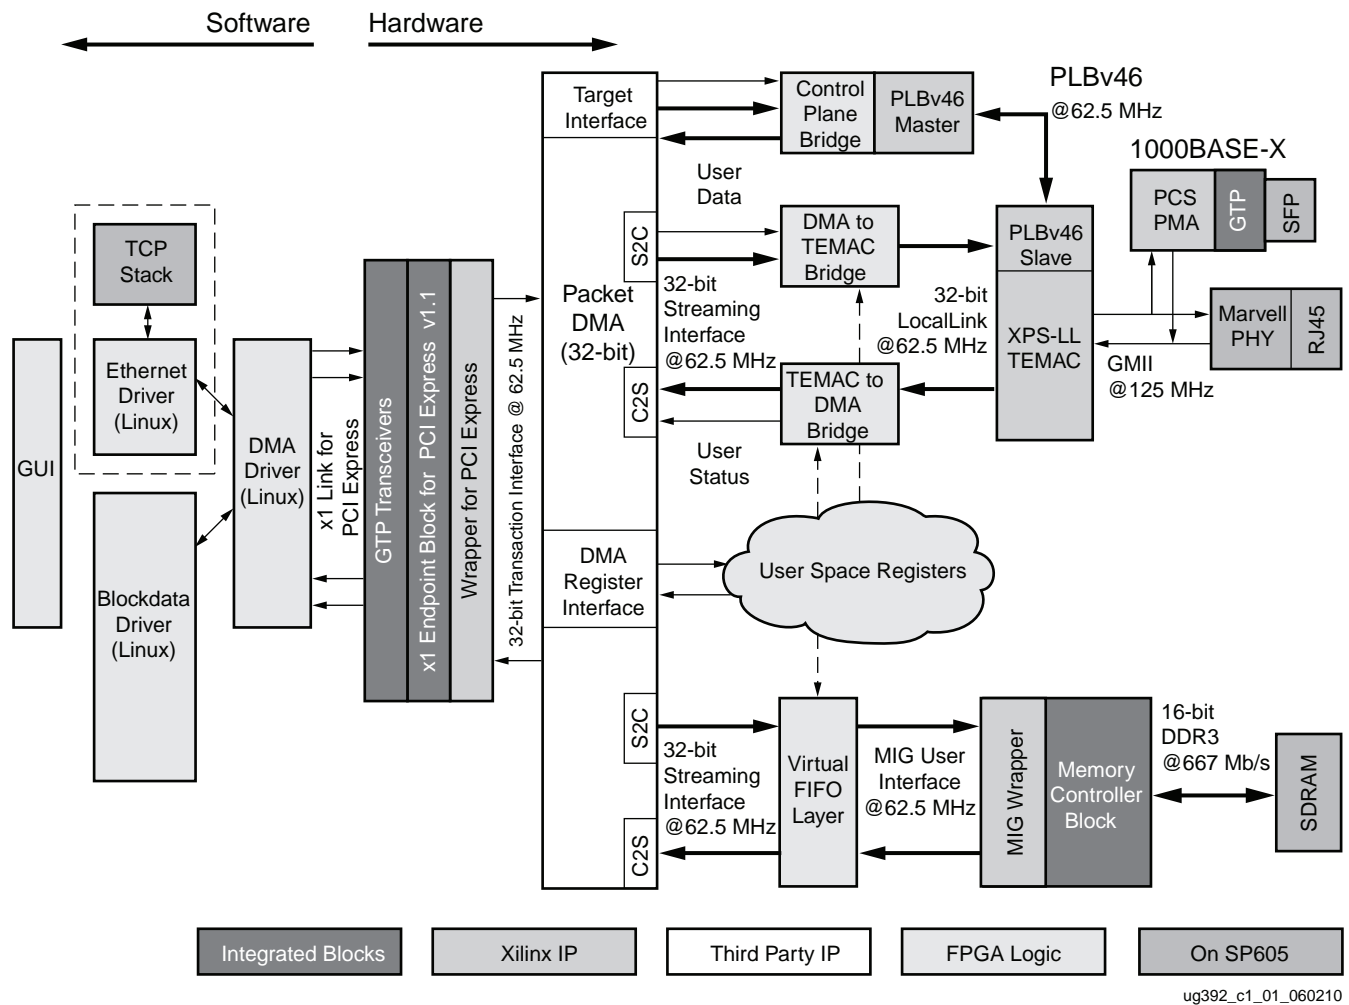 Software
Hardware
Target
Interface
Control
Plane
Bridge
PLBv46
Master
PLBv46
@62.5 MHz
1000BASE-X
PCS
PMA
GTP
SFP
User
Data
TCP
Stack
S2C
DMA to
TEMAC
Bridge
PLBv46
Slave
Packet
DMA
(32-bit)
32-bit
Streaming
Interface
@62.5 MHz
32-bit
LocalLink
@62.5 MHz
XPS-LL
TEMAC
Marvell
PHY
RJ45
GMII
@125 MHz
Ethernet
Driver
(Linux)
C2S
TEMAC to
DMA
Bridge
User
Status
GUI
DMA
Driver
(Linux)
x1 Link for
PCI Express
GTP Transceivers
x1 Endpoint Block for PCI Express v1.1
Wrapper for PCI Express
32-bit Transaction Interface @ 62.5 MHz
DMA
Register
Interface
User Space Registers
Blockdata
Driver
(Linux)
S2C
32-bit
Streaming
Interface
@62.5 MHz
C2S
Virtual
FIFO
Layer
MIG User
Interface
@62.5 MHz
MIG Wrapper
Memory
Controller
Block
16-bit
DDR3
@667 Mb/s
SDRAM
Integrated Blocks
Xilinx IP
Third Party IP
FPGA Logic
On SP605
ug392_c1_01_060210